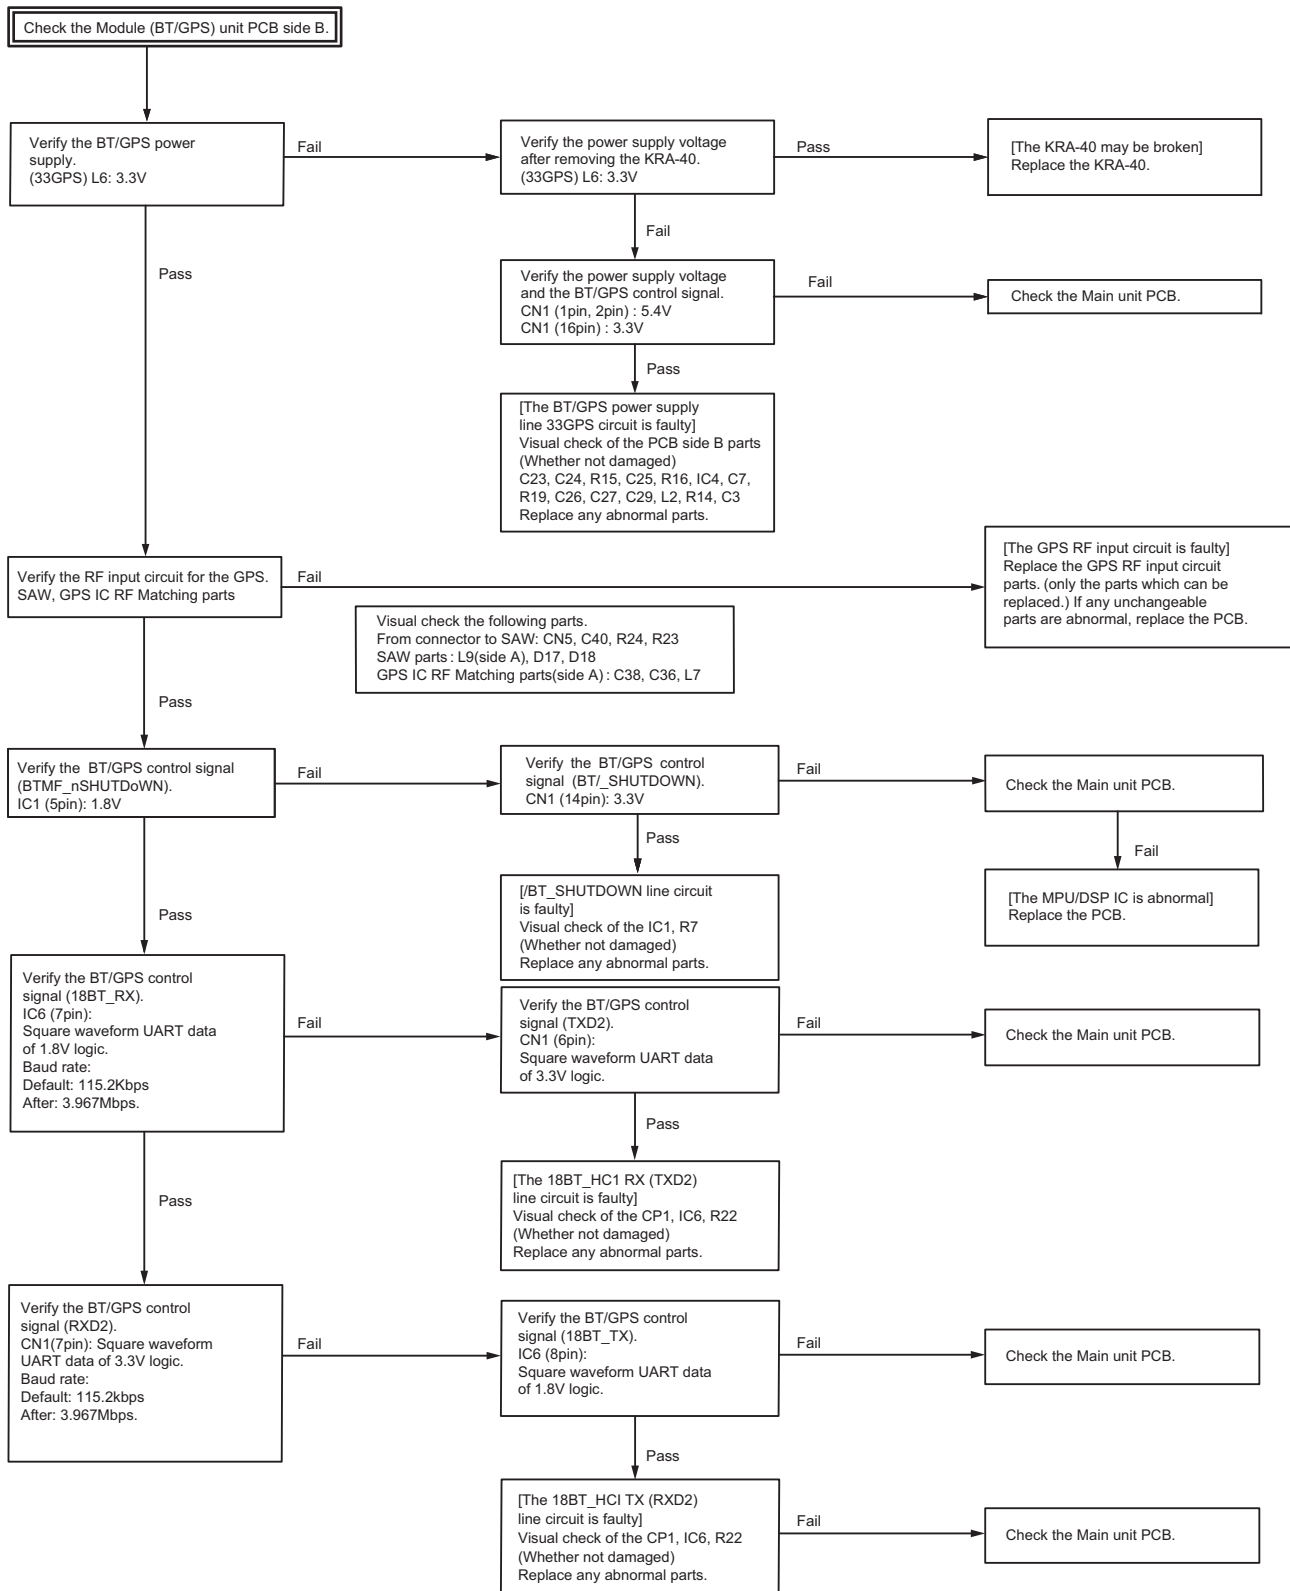 Check the Module (BT/GPS) unit PCB side B.
Verify the BT/GPS power
supply.
(33GPS) L6: 3.3V
Fail
Verify the power supply voltage
after removing the KRA-40.
(33GPS) L6: 3.3V
Pass
[The KRA-40 may be broken]
Replace the KRA-40.
Fail
Pass
Verify the power supply voltage
and the BT/GPS control signal.
CN1 (1pin, 2pin) : 5.4V
CN1 (16pin) : 3.3V
Fail
Check the Main unit PCB.
Pass
[The BT/GPS power supply
line 33GPS circuit is faulty]
Visual check of the PCB side B parts
(Whether not damaged)
C23, C24, R15, C25, R16, IC4, C7,
R19, C26, C27, C29, L2, R14, C3
Replace any abnormal parts.
Verify the RF input circuit for the GPS.
SAW, GPS IC RF Matching parts
Fail
[The GPS RF input circuit is faulty]
Replace the GPS RF input circuit
parts. (only the parts which can be
replaced.) If any unchangeable
parts are abnormal, replace the PCB.
Visual check the following parts.
From connector to SAW: CN5, C40, R24, R23
SAW parts : L9(side A), D17, D18
GPS IC RF Matching parts(side A) : C38, C36, L7
Pass
Verify the BT/GPS control signal
(BTMF_nSHUTDoWN).
IC1 (5pin): 1.8V
Fail
Verify the BT/GPS control
signal (BT/_SHUTDOWN).
CN1 (14pin): 3.3V
Fail
Check the Main unit PCB.
Pass
Fail
[/BT_SHUTDOWN line circuit
is faulty]
Visual check of the IC1, R7
(Whether not damaged)
Replace any abnormal parts.
[The MPU/DSP IC is abnormal]
Replace the PCB.
Pass
Verify the BT/GPS control
signal (18BT_RX).
IC6 (7pin):
Square waveform UART data
of 1.8V logic.
Baud rate:
Default: 115.2Kbps
After: 3.967Mbps.
Fail
Verify the BT/GPS control
signal (TXD2).
CN1 (6pin):
Square waveform UART data
of 3.3V logic.
Fail
Check the Main unit PCB.
Pass
[The 18BT_HC1 RX (TXD2)
line circuit is faulty]
Visual check of the CP1, IC6, R22
(Whether not damaged)
Replace any abnormal parts.
Pass
Verify the BT/GPS control
signal (RXD2).
CN1(7pin): Square waveform
UART data of 3.3V logic.
Baud rate:
Default: 115.2kbps
After: 3.967Mbps.
Fail
Verify the BT/GPS control
signal (18BT_TX).
IC6 (8pin):
Square waveform UART data
of 1.8V logic.
Fail
Check the Main unit PCB.
Pass
[The 18BT_HCI TX (RXD2)
line circuit is faulty]
Visual check of the CP1, IC6, R22
(Whether not damaged)
Replace any abnormal parts.
Fail
Check the Main unit PCB.